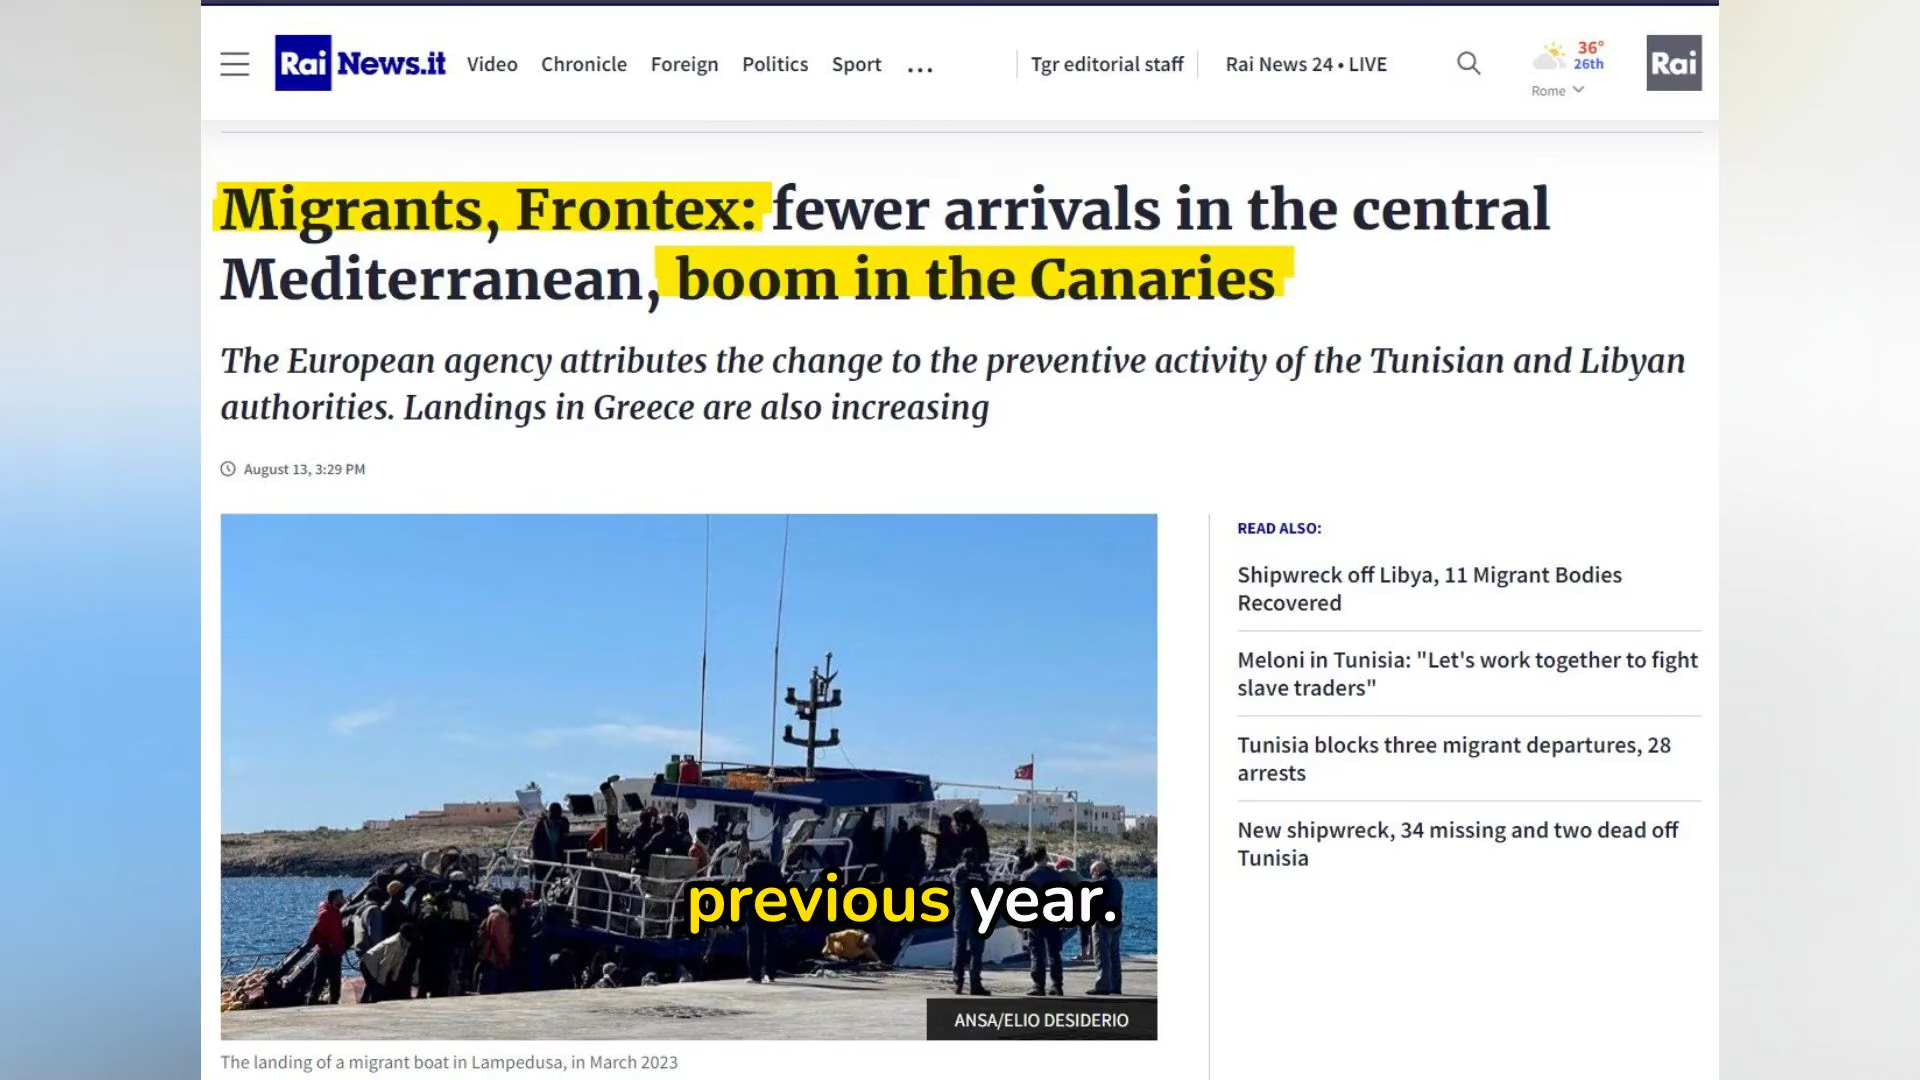 Rai News.it Video Chronicle Foreign Politics Sport ... Tgr editorial staff Rai News 24 • LIVE 36° 26th Rome Rai
Migrants, Frontex: fewer arrivals in the central
Mediterranean, boom in the Canaries
The European agency attributes the change to the preventive activity of the Tunisian and Libyan
authorities. Landings in Greece are also increasing
August 13, 3:29 PM
previous year.
ANSA/ELIO DESIDERIO
The landing of a migrant boat in Lampedusa, in March 2023
READ ALSO:
Shipwreck off Libya, 11 Migrant Bodies
Recovered
Meloni in Tunisia: "Let's work together to fight
slave traders"
Tunisia blocks three migrant departures, 28
arrests
New shipwreck, 34 missing and two dead off
Tunisia